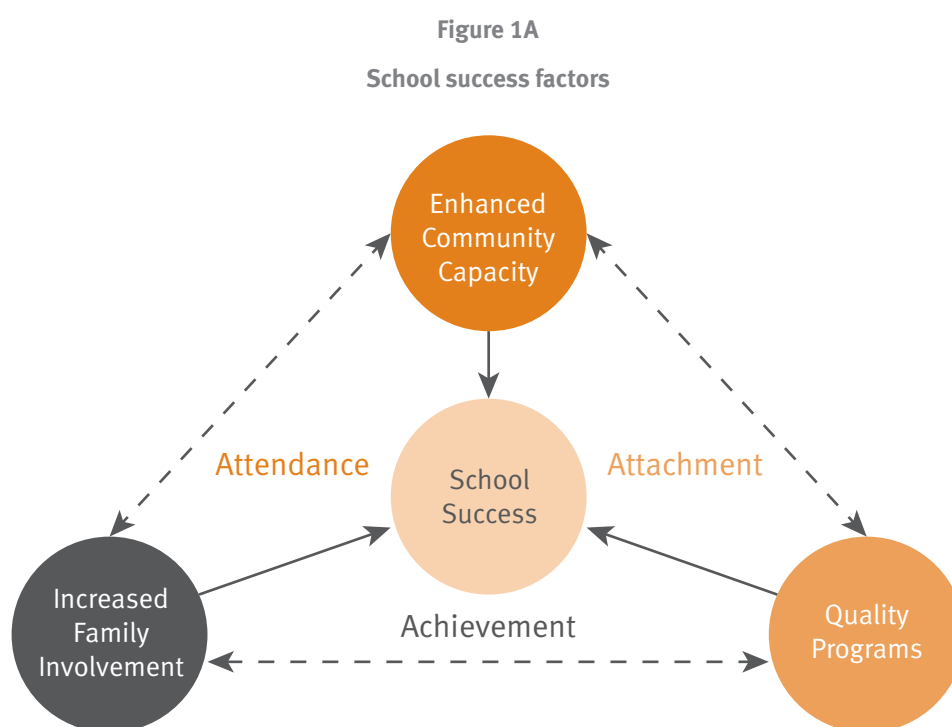 Figure 1A
School success factors
Enhanced
Community
Capacity
Attendance
Attachment
School
Success
Increased
Family
Involvement
Achievement
Quality
Programs